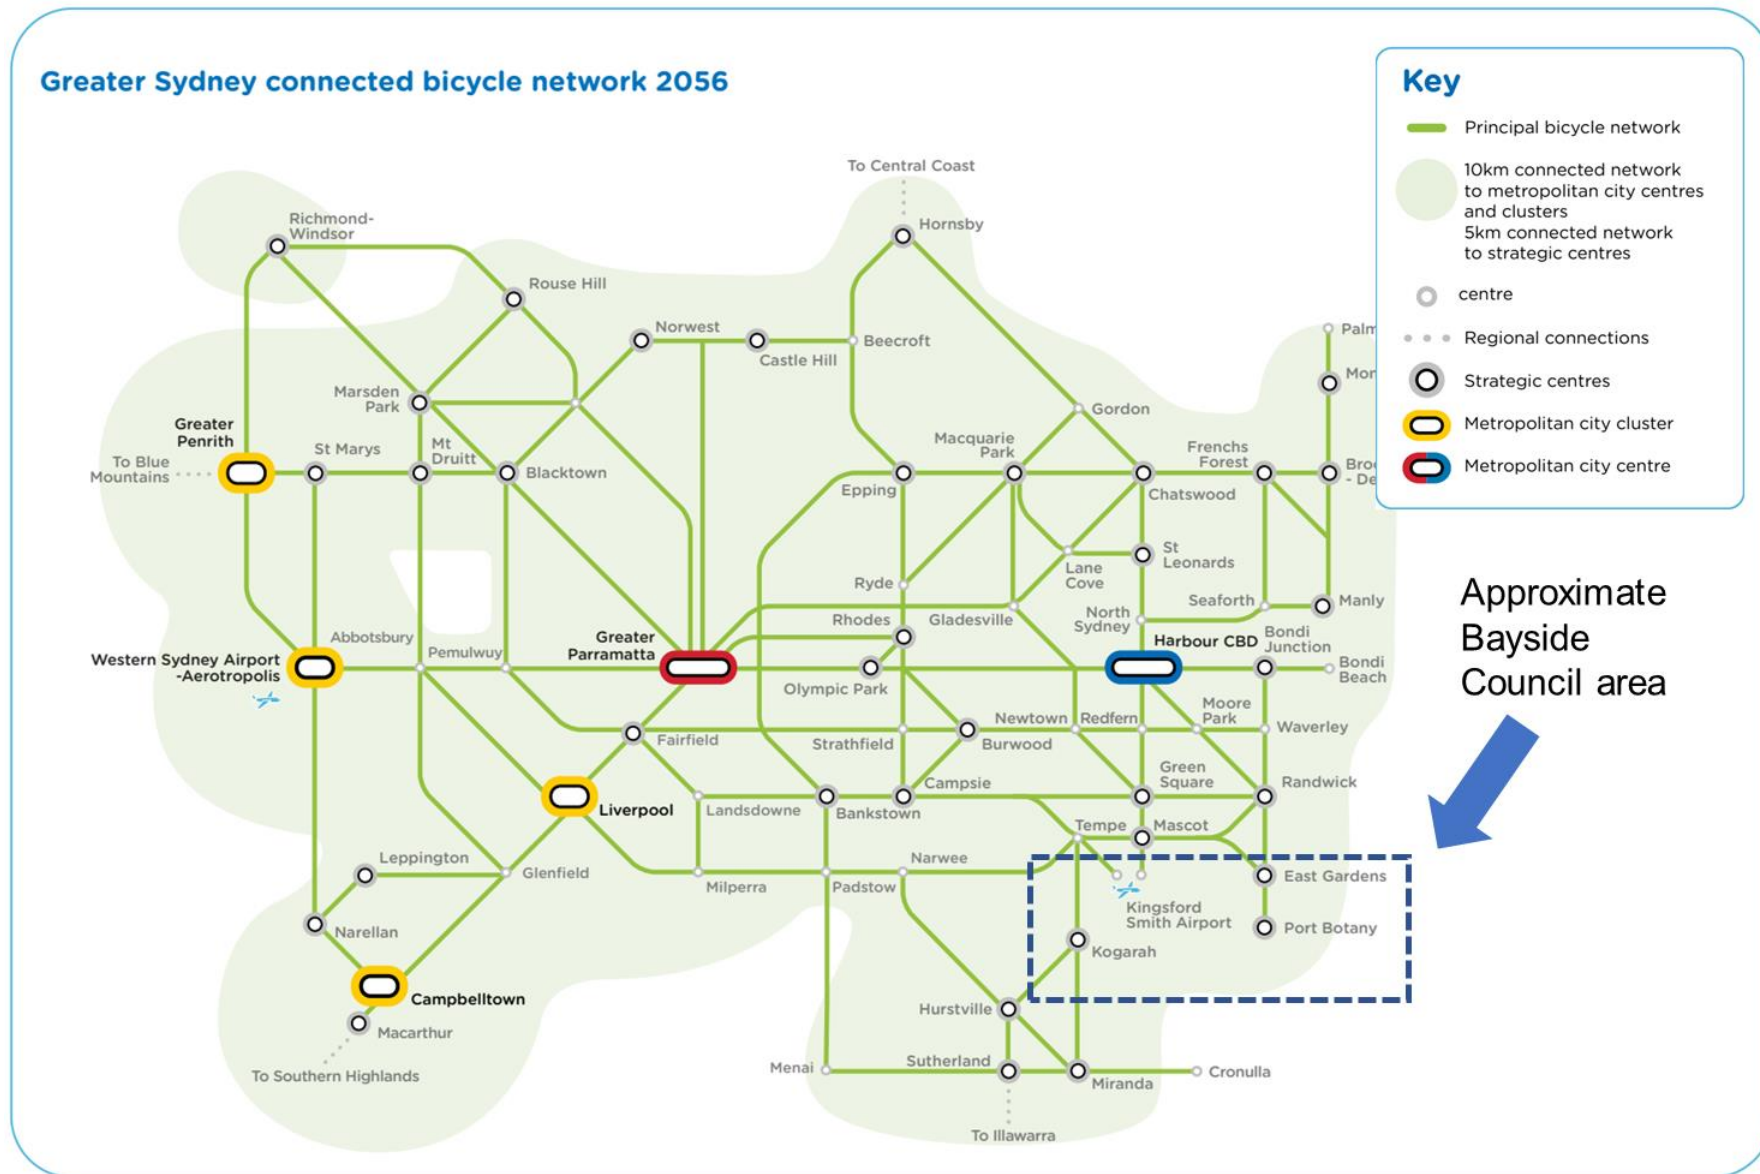 Greater Sydney connected bicycle network 2056
Key
Principal bicycle network
10km connected network
to metropolitan city centres
and clusters
5km connected network
to strategic centres
centre
Regional connections
Strategic centres
Metropolitan city cluster
Metropolitan city centre
To Central Coast
Hornsby
Richmond-
Windsor
Rouse Hill
Norwest
Castle Hill
Beecroft
Marsden
Park
Gordon
Greater
Penrith
St Marys
Mt
Druitt
To Blue
Mountains
Blacktown
Macquarie
Park
Epping
Chatswood
Frenchs
Forest
St
Leonards
Lane
Cove
Ryde
Rhodes
Gladesville
North
Sydney
Seaforth
Manly
Abbotsbury
Pemulwuy
Greater
Parramatta
Harbour CBD
Bondi
Junction
Bondi
Beach
Western Sydney Airport
-Aerotropolis
Olympic Park
Moore
Park
Newtown
Redfern
Waverley
Fairfield
Strathfield
Burwood
Green
Square
Randwick
Campsie
Liverpool
Landsdowne
Bankstown
Tempe
Mascot
Leppington
Glenfield
Milperra
Padstow
Narwee
East Gardens
Kingsford
Smith Airport
Port Botany
Narellan
Kogarah
Campbelltown
Hurstville
Macarthur
To Southern Highlands
Menai
Sutherland
Miranda
Cronulla
To Illawarra
Approximate
Bayside
Council area